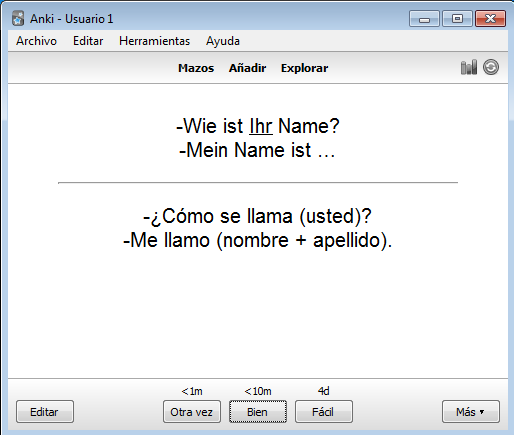 Anki - Usuario 1
Archivo Editar Herramientas Ayuda
Mazos Añadir Explorar
-Wie ist Ihr Name?
-Mein Name ist ...
-¿Cómo se llama (usted)?
-Me llamo (nombre + apellido).
<1m <10m 4d
Editar Otra vez Bien Fácil Más